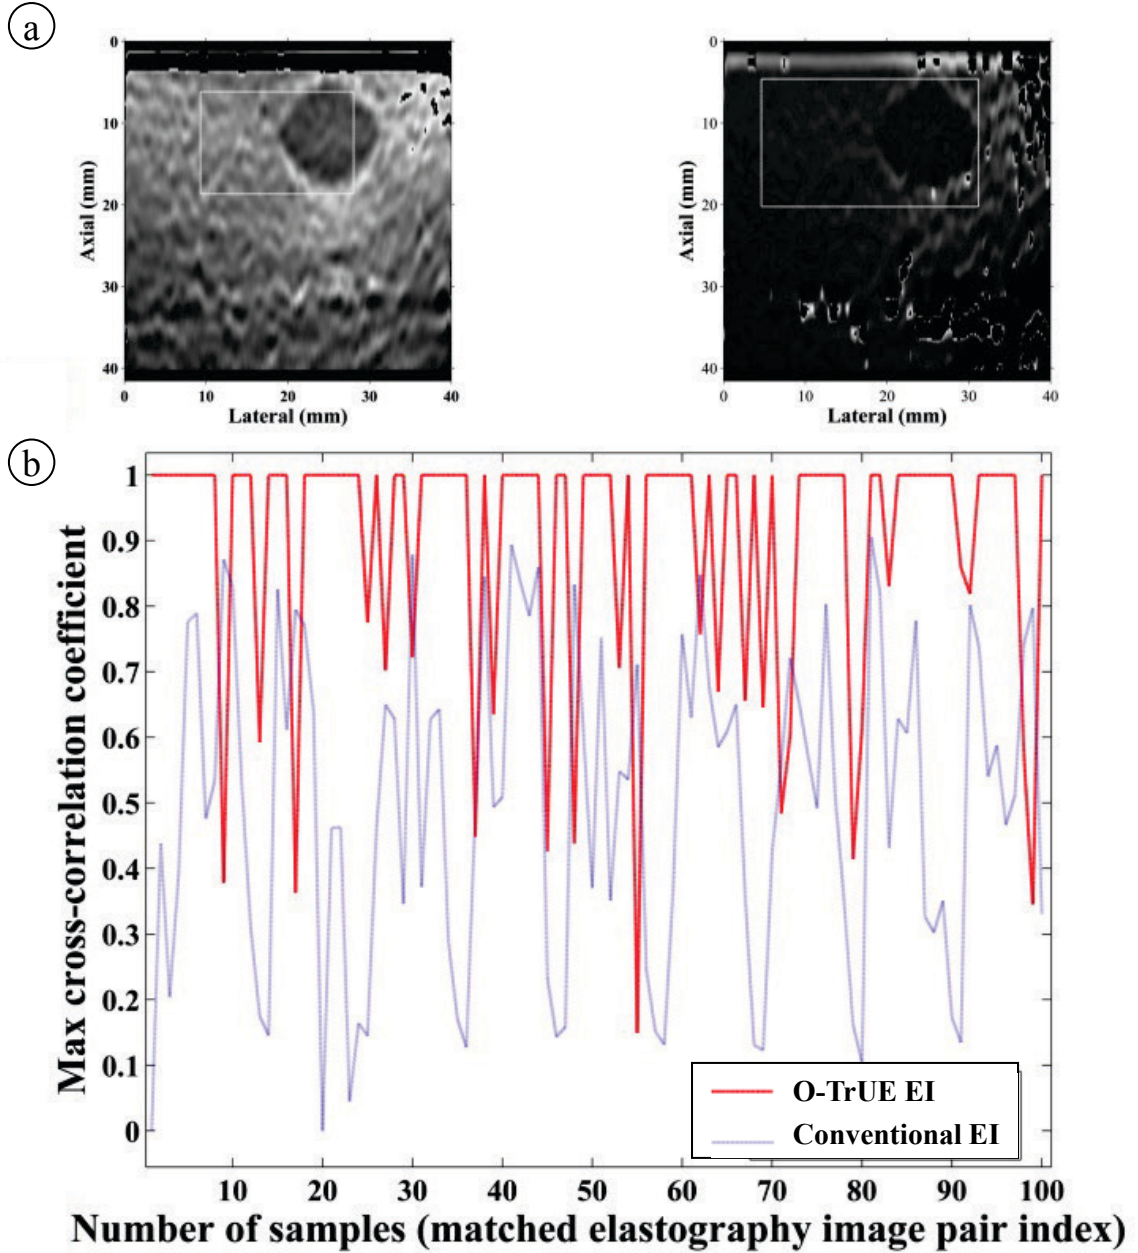 a
0
10
20
30
40
Axial (mm)
0 10 20 30 40
Lateral (mm)
0
10
20
30
40
Axial (mm)
0 10 20 30 40
Lateral (mm)
b
1
0.9
0.8
0.7
0.6
0.5
0.4
0.3
0.2
0.1
0
Max cross-correlation coefficient
O-TrUE EI
Conventional EI
10 20 30 40 50 60 70 80 90 100
Number of samples (matched elastography image pair index)